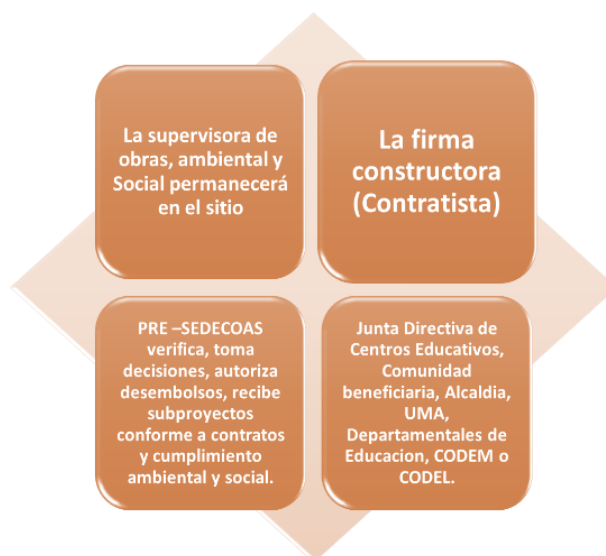 La supervisora de
obras, ambiental y
Social permanecerá
en el sitio
La firma
constructora
(Contratista)
PRE –SEDECOAS
verifica, toma
decisiones, autoriza
desembolsos, recibe
subproyectos
conforme a contratos
y cumplimiento
ambiental y social.
Junta Directiva de
Centros Educativos,
Comunidad
beneficiaria, Alcaldia,
UMA,
Departamentales de
Educacion, CODEM o
CODEL.